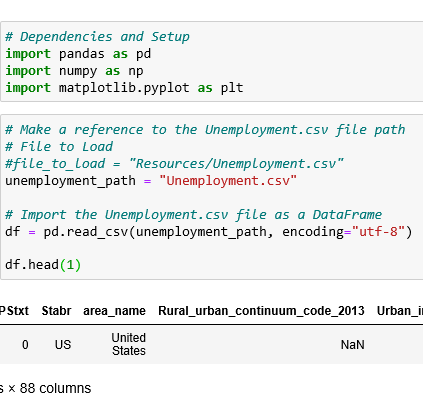 # Dependencies and Setup
import pandas as pd
import numpy as np
import matplotlib.pyplot as plt
# Make a reference to the Unemployment.csv file path
# File to Load
#file_to_load = "Resources/Unemployment.csv"
unemployment_path = "Unemployment.csv"
# Import the Unemployment.csv file as a DataFrame
df = pd.read_csv(unemployment_path, encoding="utf-8")
df.head(1)
PStxt Stabr area_name Rural_urban_continuum_code_2013 Urban_in
0 US United States NaN
s × 88 columns